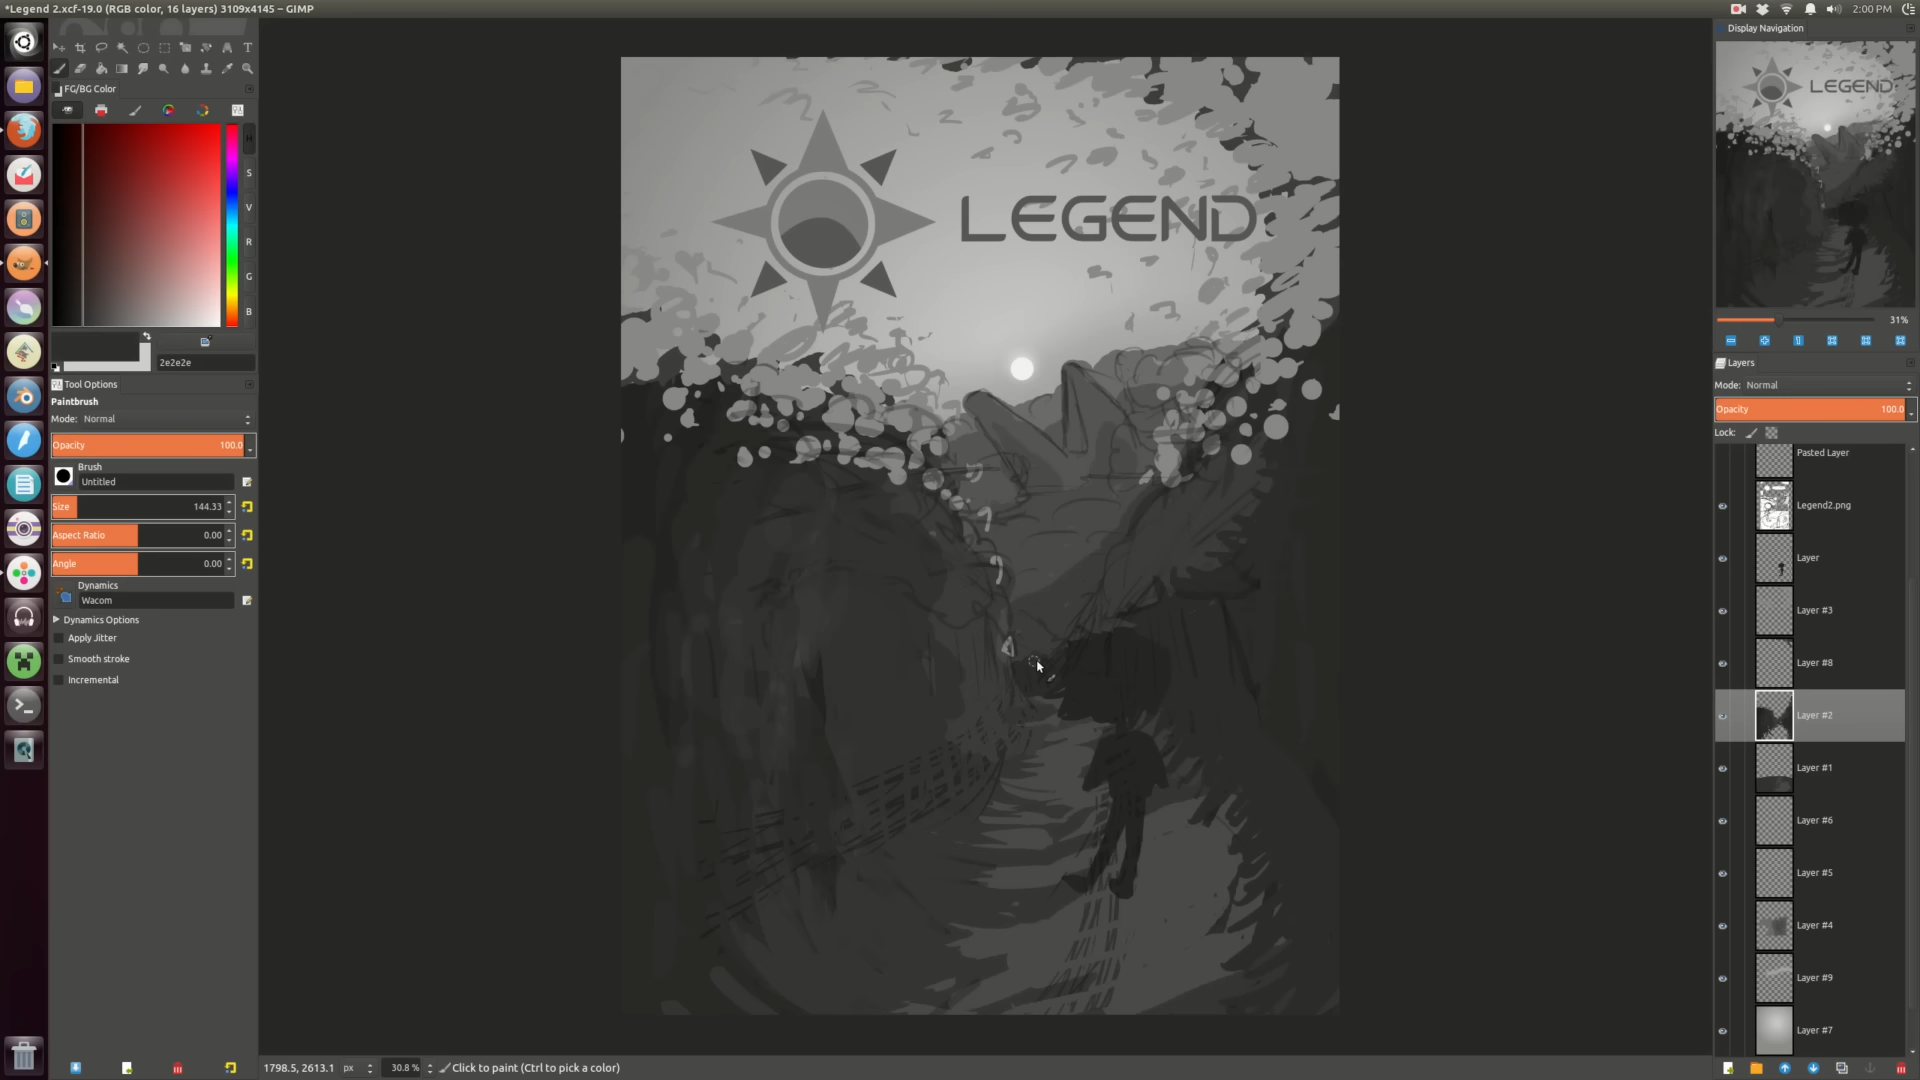 *Legend 2.xcf-19.0 (RGB color, 16 layers) 3109x4145 – GIMP
2:00 PM
FG/BG Color
H
S
V
R
G
B
2e2e2e
Tool Options
Paintbrush
Mode: Normal
Opacity 100.0
Brush
Untitled
Size 144.33
Aspect Ratio 0.00
Angle 0.00
Dynamics
Wacom
Dynamics Options
Apply Jitter
Smooth stroke
Incremental
LEGEND
1798.5, 2613.1 px 30.8 % Click to paint (Ctrl to pick a color)
Display Navigation
LEGEND
31%
Layers
Mode: Normal
Opacity 100.0
Lock:
Pasted Layer
Legend2.png
Layer
Layer #3
Layer #8
Layer #2
Layer #1
Layer #6
Layer #5
Layer #4
Layer #9
Layer #7